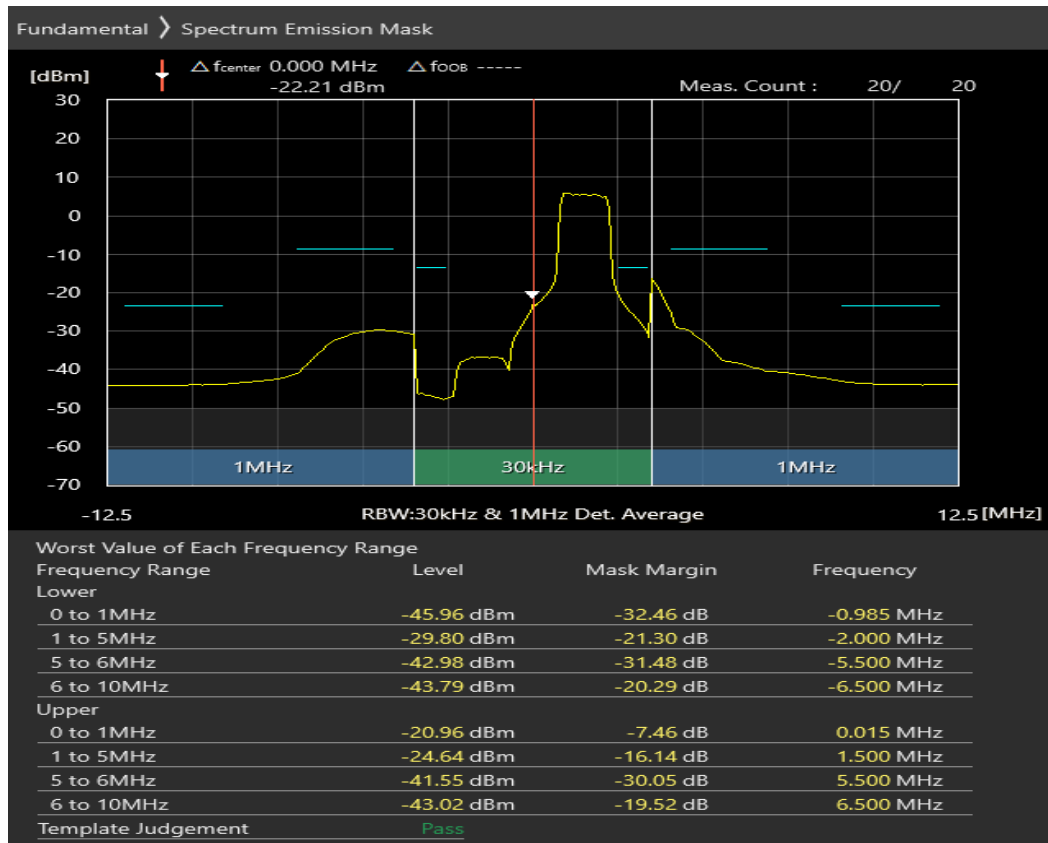 Fundamental ❯ Spectrum Emission Mask
[dBm] △ fcenter 0.000 MHz △ fOOB -----
-22.21 dBm Meas. Count : 20/ 20
30
20
10
0
-10
-20
-30
-40
-50
-60
-70
1MHz 30kHz 1MHz
-12.5 RBW:30kHz & 1MHz Det. Average 12.5 [MHz]
Worst Value of Each Frequency Range
Frequency Range Level Mask Margin Frequency
Lower
0 to 1MHz -45.96 dBm -32.46 dB -0.985 MHz
1 to 5MHz -29.80 dBm -21.30 dB -2.000 MHz
5 to 6MHz -42.98 dBm -31.48 dB -5.500 MHz
6 to 10MHz -43.79 dBm -20.29 dB -6.500 MHz
Upper
0 to 1MHz -20.96 dBm -7.46 dB 0.015 MHz
1 to 5MHz -24.64 dBm -16.14 dB 1.500 MHz
5 to 6MHz -41.55 dBm -30.05 dB 5.500 MHz
6 to 10MHz -43.02 dBm -19.52 dB 6.500 MHz
Template Judgement Pass